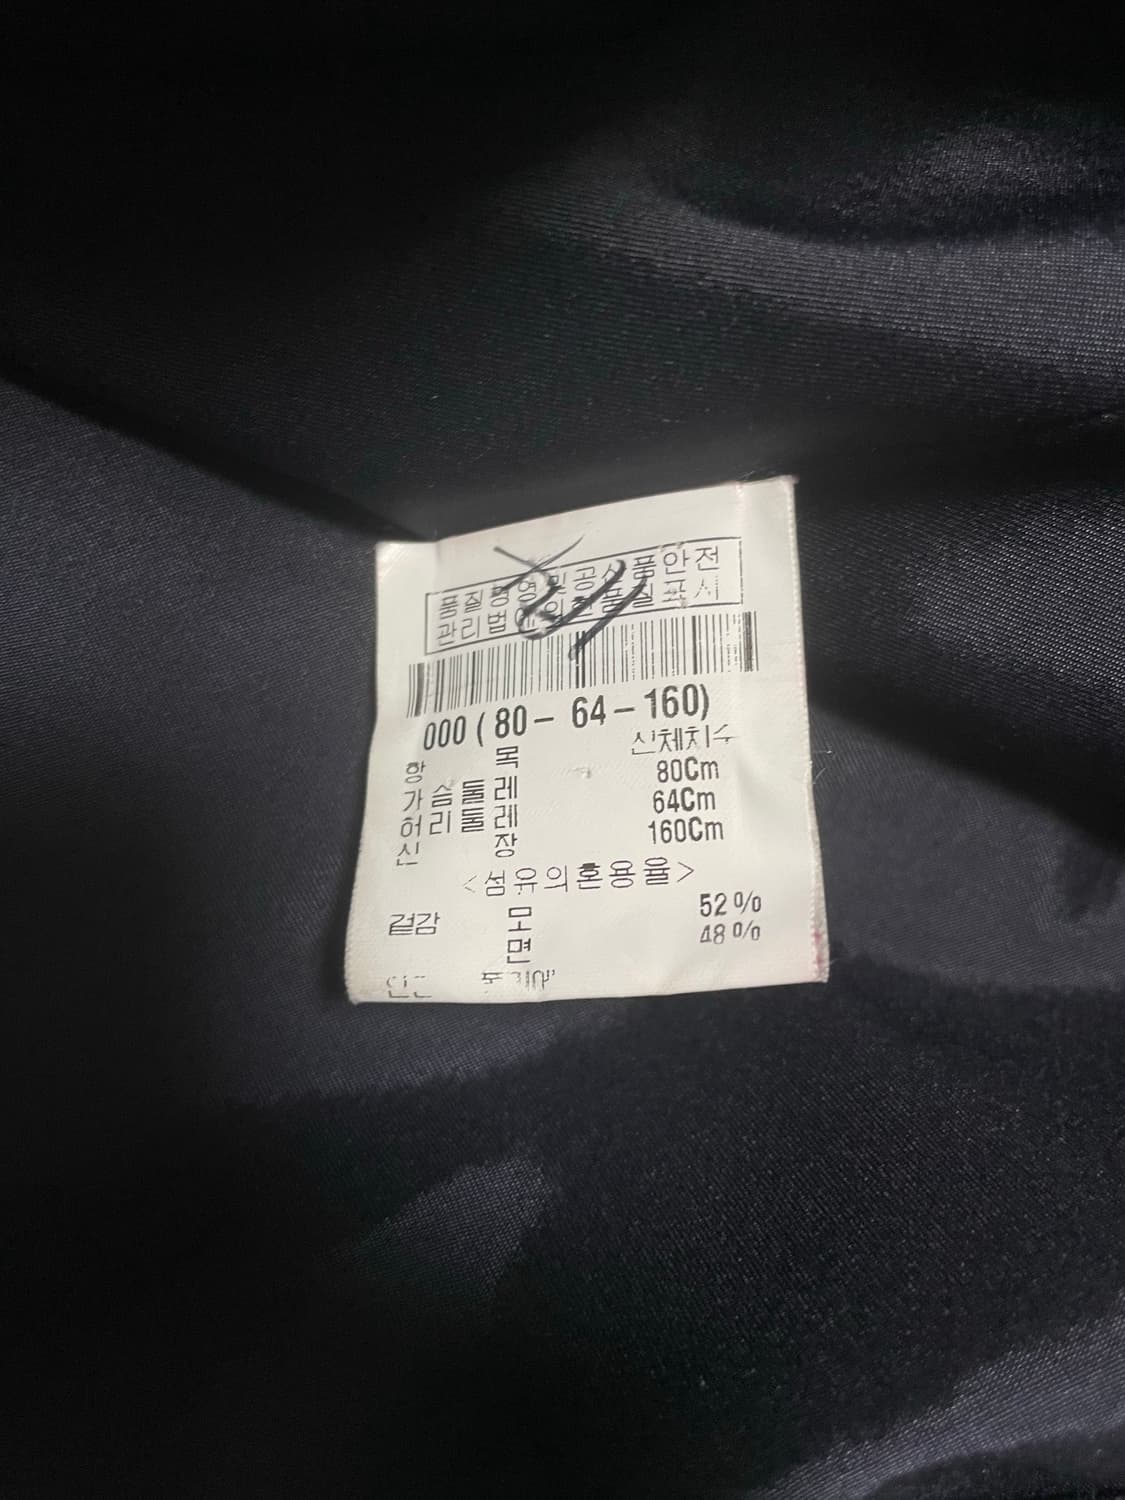 품질경영및공산품안전
관리법에의한품질표시
000 (80- 64-160)
항 목 신체치수
가슴둘레 80Cm
허리둘레 64Cm
신 장 160Cm
<섬유의혼용율>
겉감 모 52%
면 48%